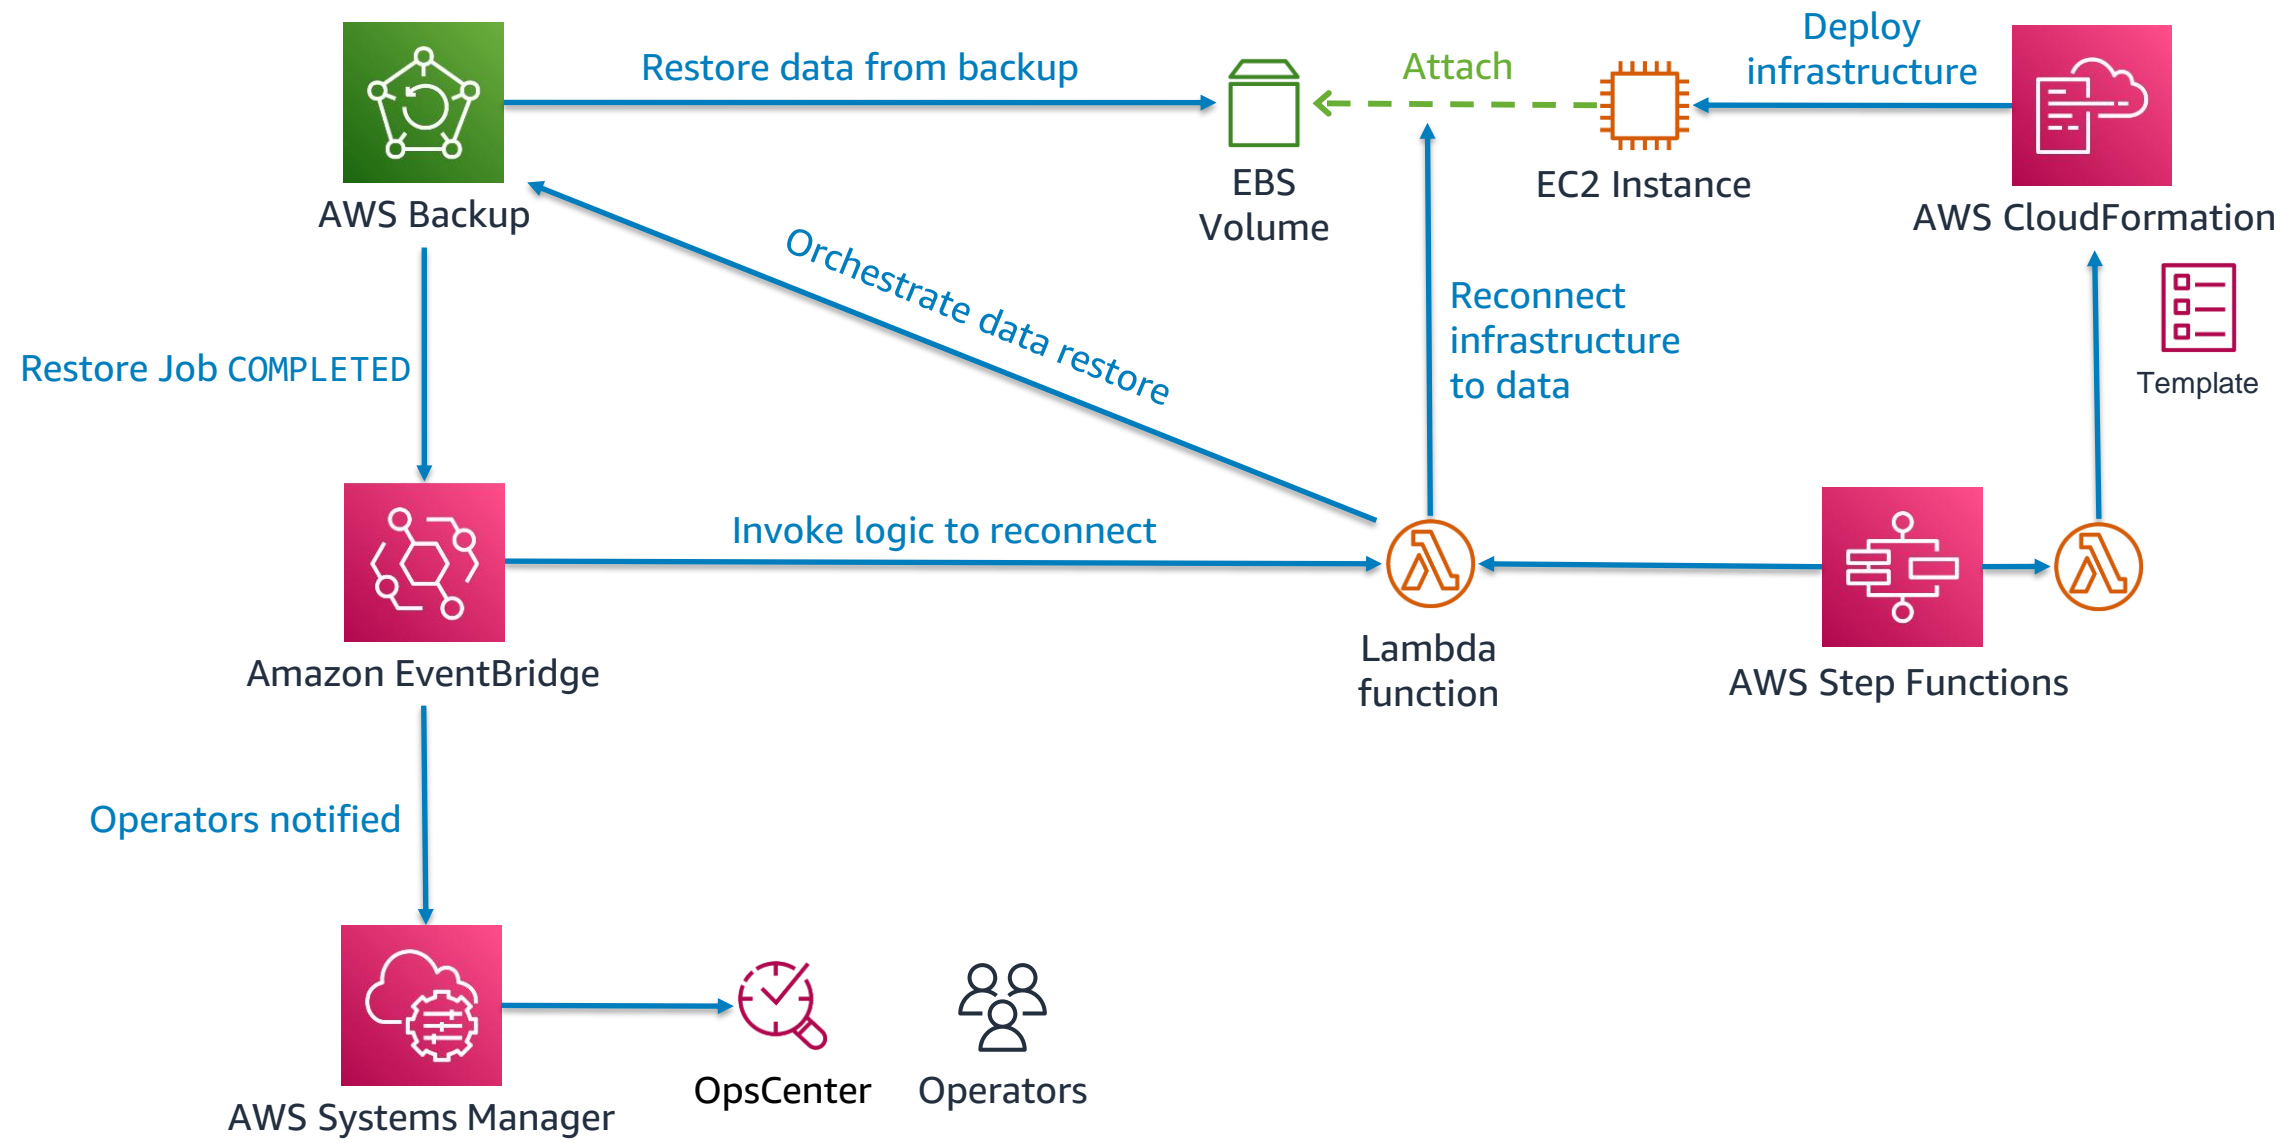 Restore data from backup
Attach
Deploy
infrastructure
AWS Backup
EBS
Volume
EC2 Instance
AWS CloudFormation
Orchestrate data restore
Reconnect
infrastructure
to data
Template
Restore Job COMPLETED
Invoke logic to reconnect
Amazon EventBridge
Lambda
function
AWS Step Functions
Operators notified
AWS Systems Manager
OpsCenter
Operators